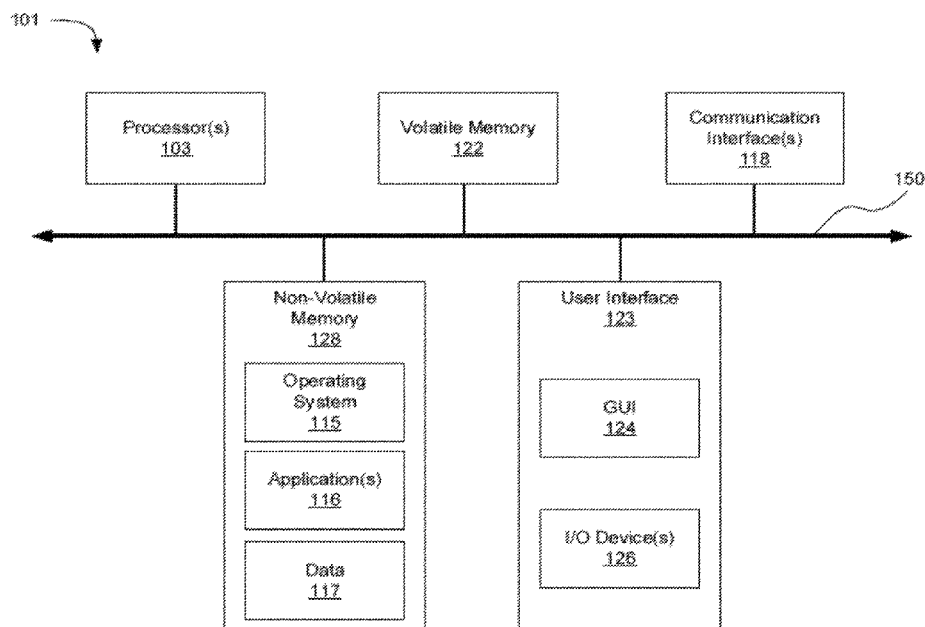 101
Processor(s)
103
Volatile Memory
122
Communication
Interface(s)
118
150
Non-Volatile
Memory
128
Operating
System
115
Application(s)
116
Data
117
User Interface
123
GUI
124
I/O Device(s)
126